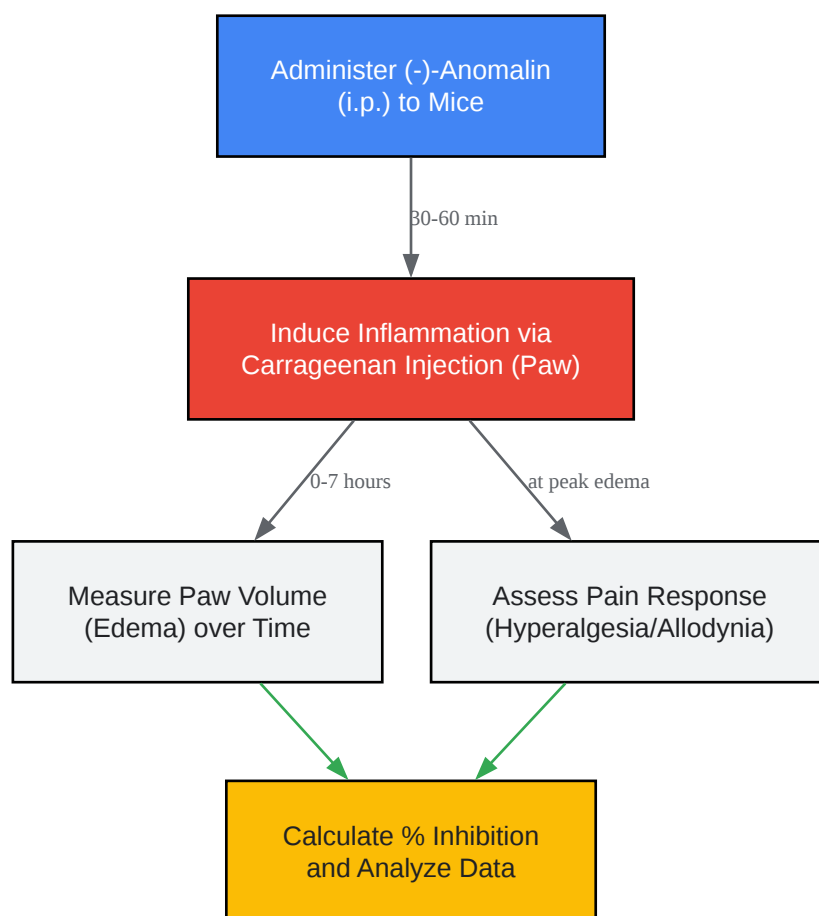 Administer (-)-Anomalin
(i.p.) to Mice
30-60 min
Induce Inflammation via
Carrageenan Injection (Paw)
0-7 hours
at peak edema
Measure Paw Volume
(Edema) over Time
Assess Pain Response
(Hyperalgesia/Allodynia)
Calculate % Inhibition
and Analyze Data